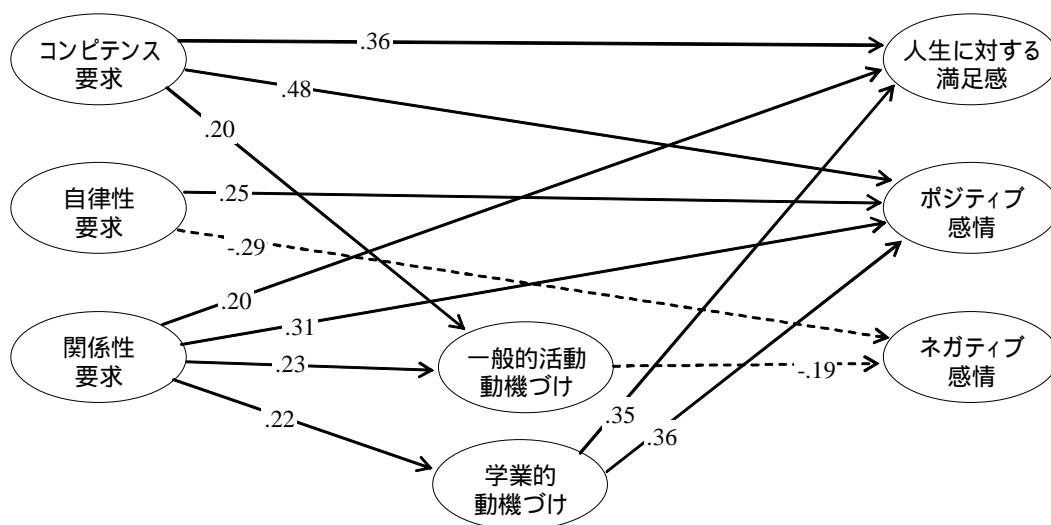 コンピテンス
要求
.36
人生に対する
満足感
.48
.20
自律性
要求
.25
ポジティブ
感情
-.29
.20
関係性
要求
.31
.23
一般的活動
動機づけ
-.19
ネガティブ
感情
.22
.35
.36
学業的
動機づけ